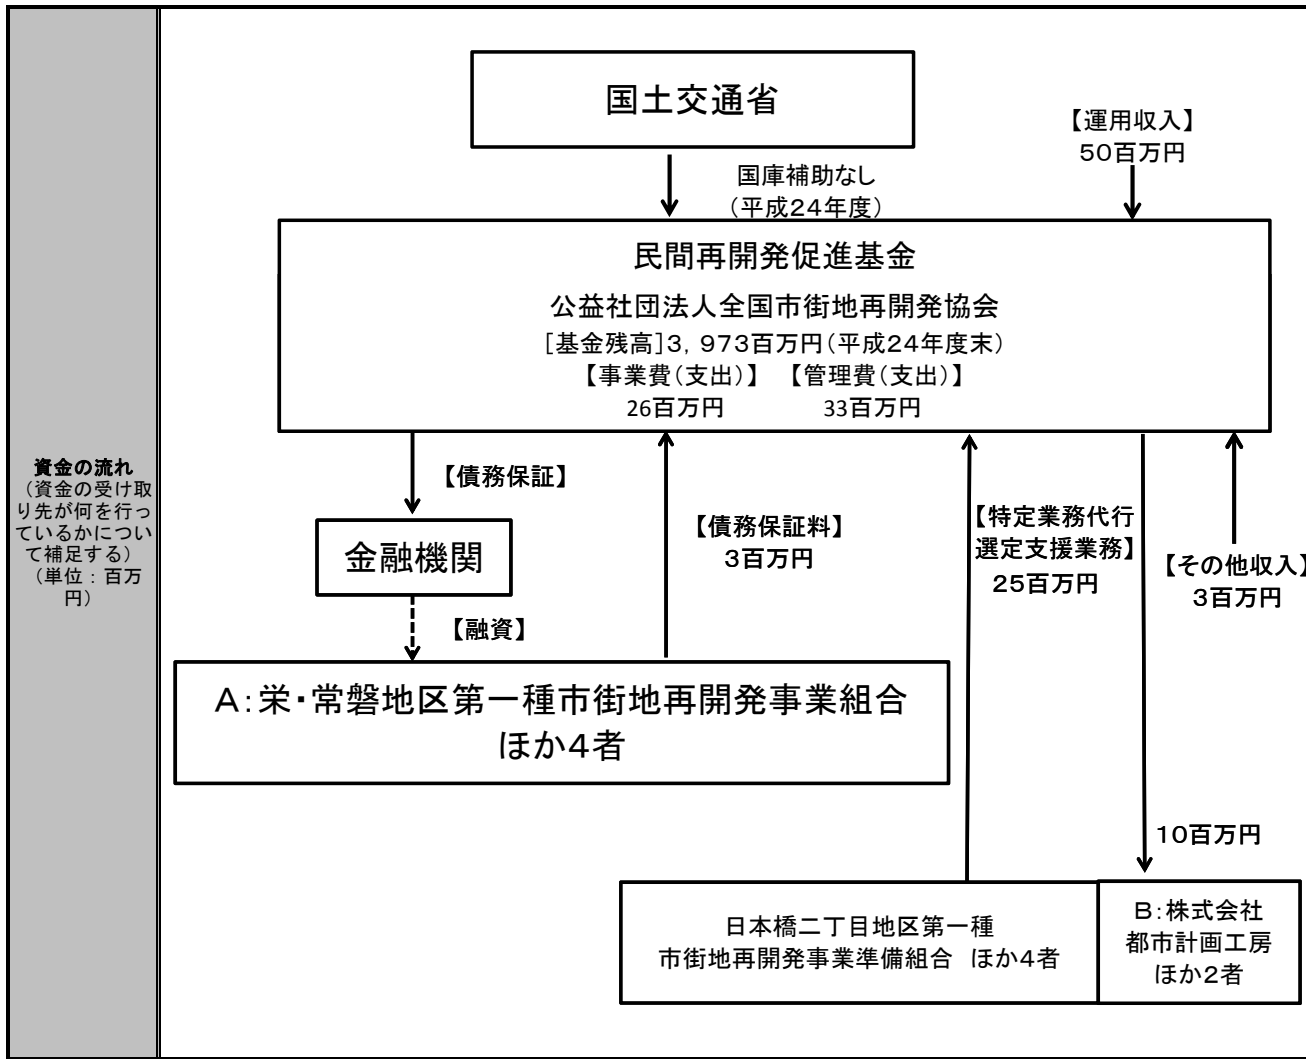 資金の流れ
（資金の受け取
り先が何を行っ
ているかについ
て補足する）
（単位：百万
円）
国土交通省
国庫補助なし
（平成24年度）
【運用収入】
50百万円
民間再開発促進基金
公益社団法人全国市街地再開発協会
［基金残高］3，973百万円（平成24年度末）
【事業費（支出）】　【管理費（支出）】
26百万円　33百万円
【債務保証】
金融機関
【融資】
【債務保証料】
3百万円
【特定業務代行
選定支援業務】
25百万円
【その他収入】
3百万円
A：栄・常磐地区第一種市街地再開発事業組合
ほか4者
10百万円
日本橋二丁目地区第一種
市街地再開発事業準備組合　ほか4者
B：株式会社
都市計画工房
ほか2者